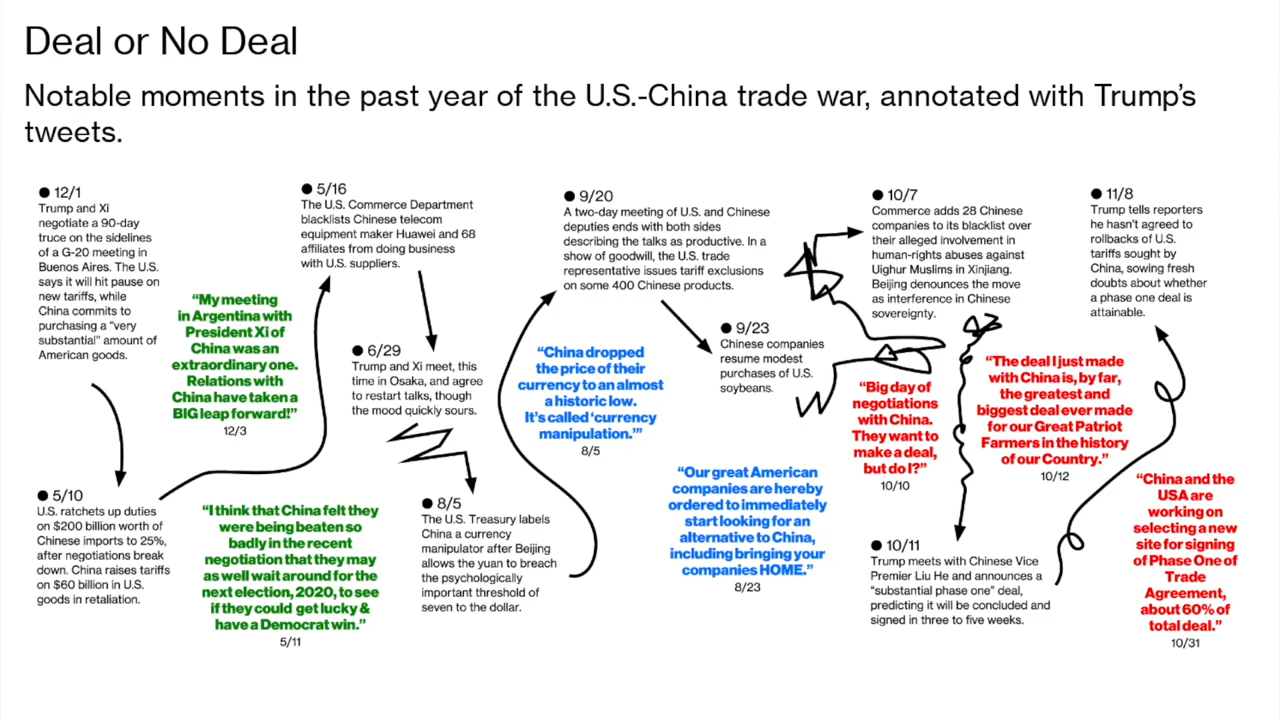 Deal or No Deal
Notable moments in the past year of the U.S.-China trade war, annotated with Trump's
tweets.
● 12/1
Trump and Xi
negotiate a 90-day
truce on the sidelines
of a G-20 meeting in
Buenos Aires. The U.S.
says it will hit pause on
new tariffs, while
China commits to
purchasing a "very
substantial" amount of
American goods.
"My meeting
in Argentina with
President Xi of
China was an
extraordinary one.
Relations with
China have taken a
BIG leap forward!"
12/3
● 5/10
U.S. ratchets up duties
on $200 billion worth of
Chinese imports to 25%,
after negotiations break
down. China raises tariffs
on $60 billion in U.S.
goods in retaliation.
"I think that China felt they
were being beaten so
badly in the recent
negotiation that they may
as well wait around for the
next election, 2020, to see
if they could get lucky &
have a Democrat win."
5/11
● 5/16
The U.S. Commerce Department
blacklists Chinese telecom
equipment maker Huawei and 68
affiliates from doing business
with U.S. suppliers.
● 6/29
Trump and Xi meet, this
time in Osaka, and agree
to restart talks, though
the mood quickly sours.
● 8/5
The U.S. Treasury labels
China a currency
manipulator after Beijing
allows the yuan to breach
the psychologically
important threshold of
seven to the dollar.
"China dropped
the price of their
currency to an almost
a historic low.
It's called 'currency
manipulation.'"
8/5
"Our great American
companies are hereby
ordered to immediately
start looking for an
alternative to China,
including bringing your
companies HOME."
8/23
● 9/20
A two-day meeting of U.S. and Chinese
deputies ends with both sides
describing the talks as productive. In a
show of goodwill, the U.S. trade
representative issues tariff exclusions
on some 400 Chinese products.
● 9/23
Chinese companies
resume modest
purchases of U.S.
soybeans.
● 10/7
Commerce adds 28 Chinese
companies to its blacklist over
their alleged involvement in
human-rights abuses against
Uighur Muslims in Xinjiang.
Beijing denounces the move
as interference in Chinese
sovereignty.
"Big day of
negotiations
with China.
They want to
make a deal,
but do I?"
10/10
● 10/11
Trump meets with Chinese Vice
Premier Liu He and announces a
"substantial phase one" deal,
predicting it will be concluded and
signed in three to five weeks.
"The deal I just made
with China is, by far,
the greatest and
biggest deal ever made
for our Great Patriot
Farmers in the history
of our Country."
10/12
"China and the
USA are
working on
selecting a new
site for signing
of Phase One of
Trade
Agreement,
about 60% of
total deal."
10/31
● 11/8
Trump tells reporters
he hasn't agreed to
rollbacks of U.S.
tariffs sought by
China, sowing fresh
doubts about whether
a phase one deal is
attainable.